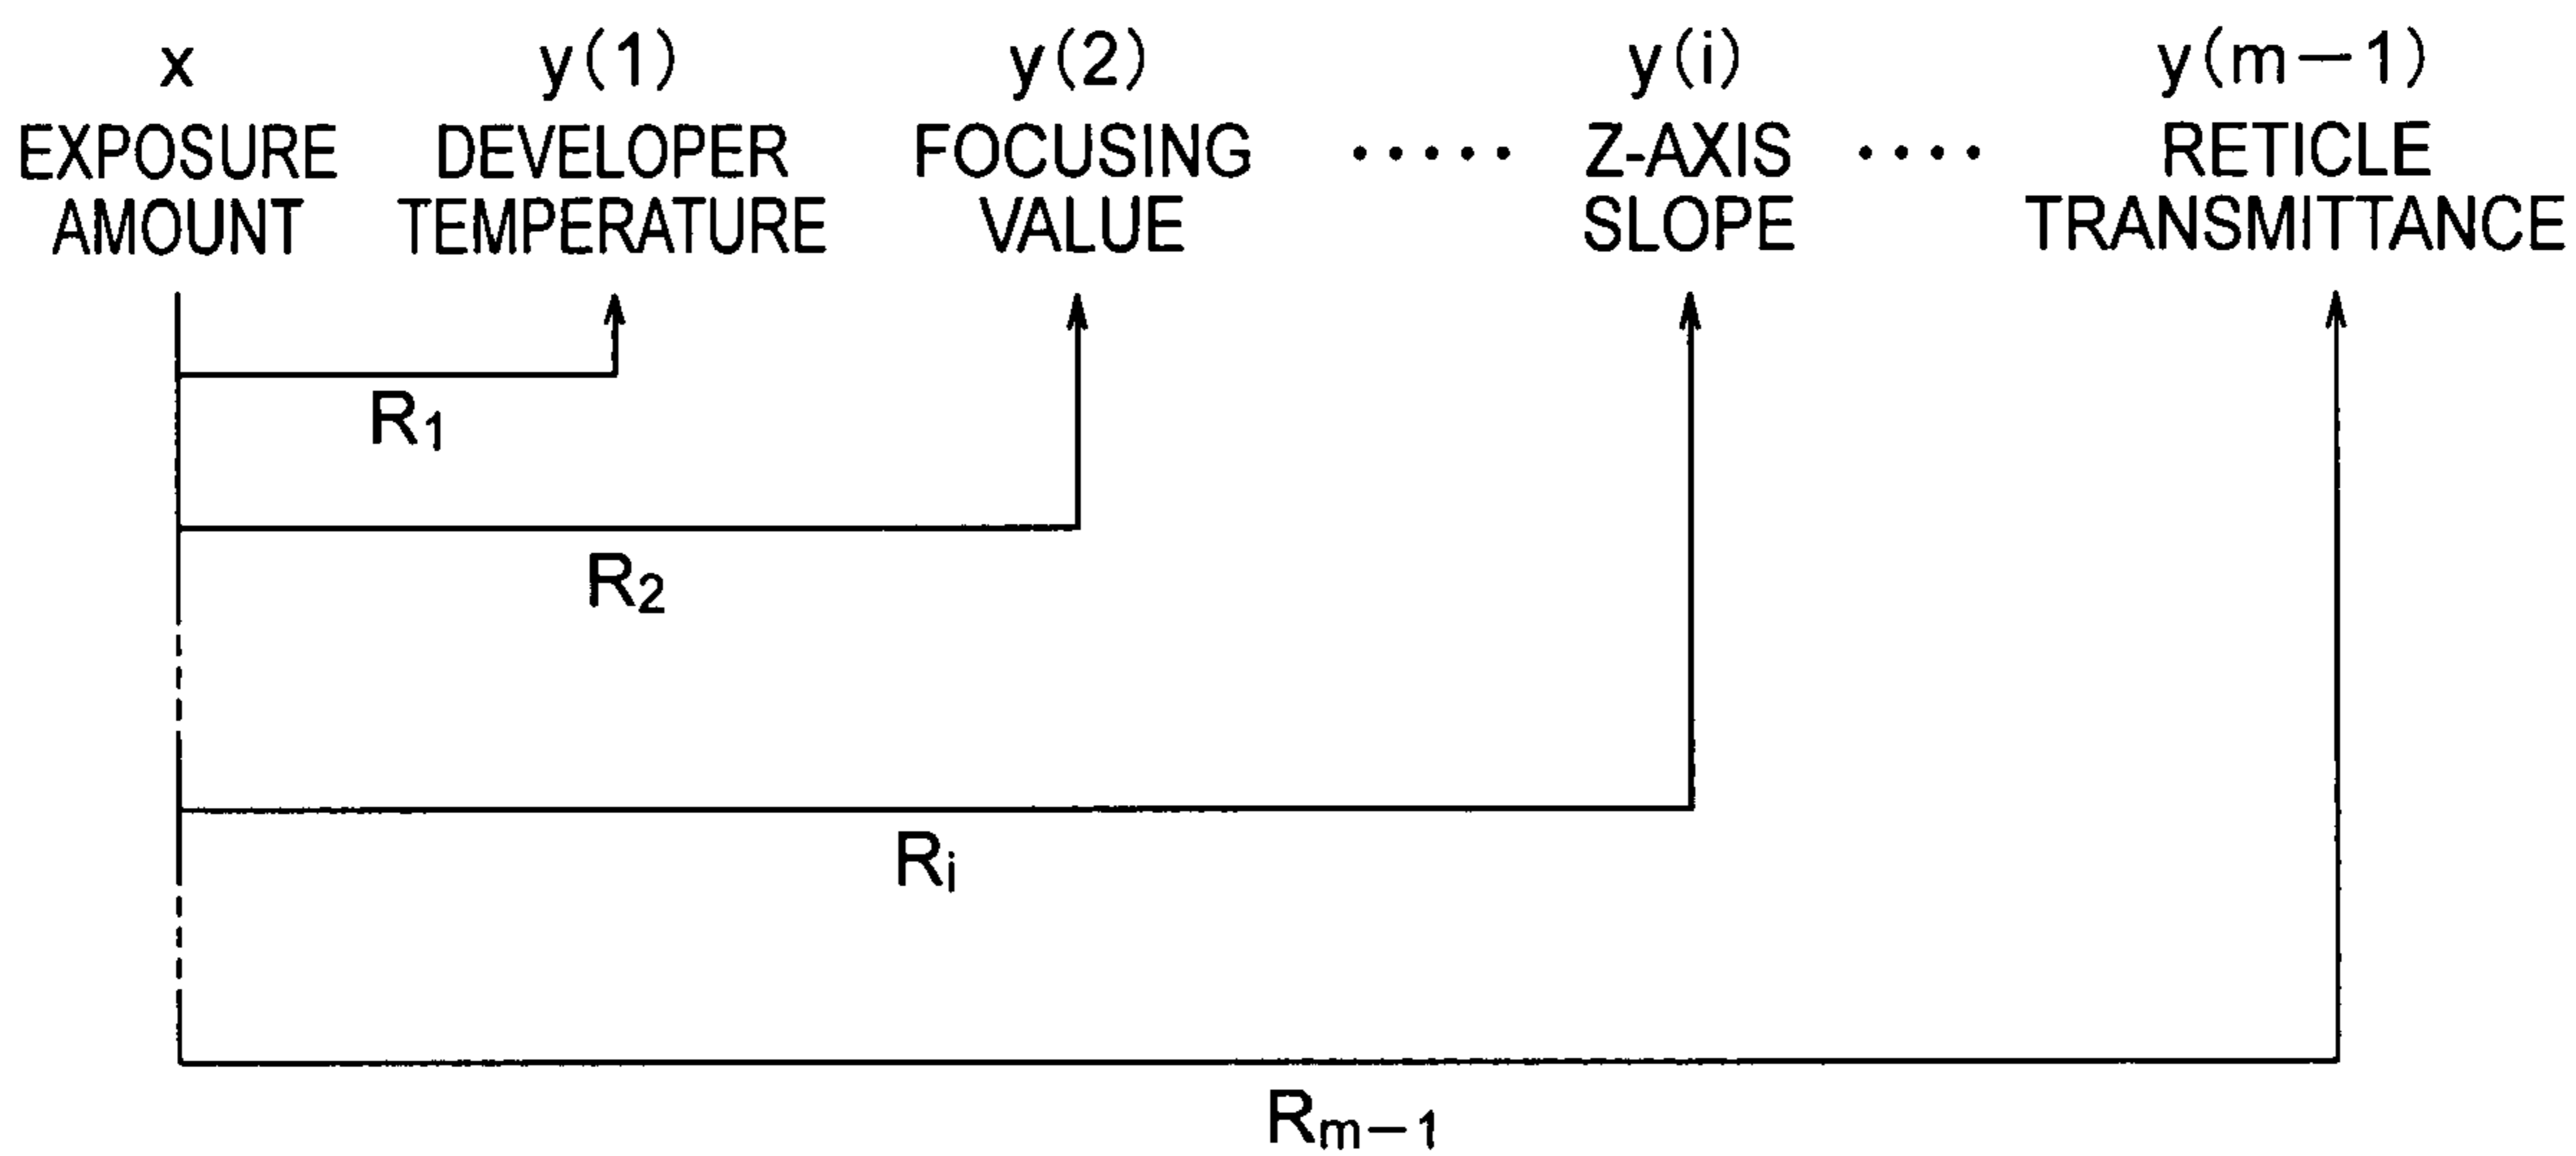 x y(1) y(2) y(i) y(m−1)
EXPOSURE DEVELOPER FOCUSING ····· Z-AXIS ···· RETICLE
AMOUNT TEMPERATURE VALUE SLOPE TRANSMITTANCE
R1
R2
Ri
Rm−1